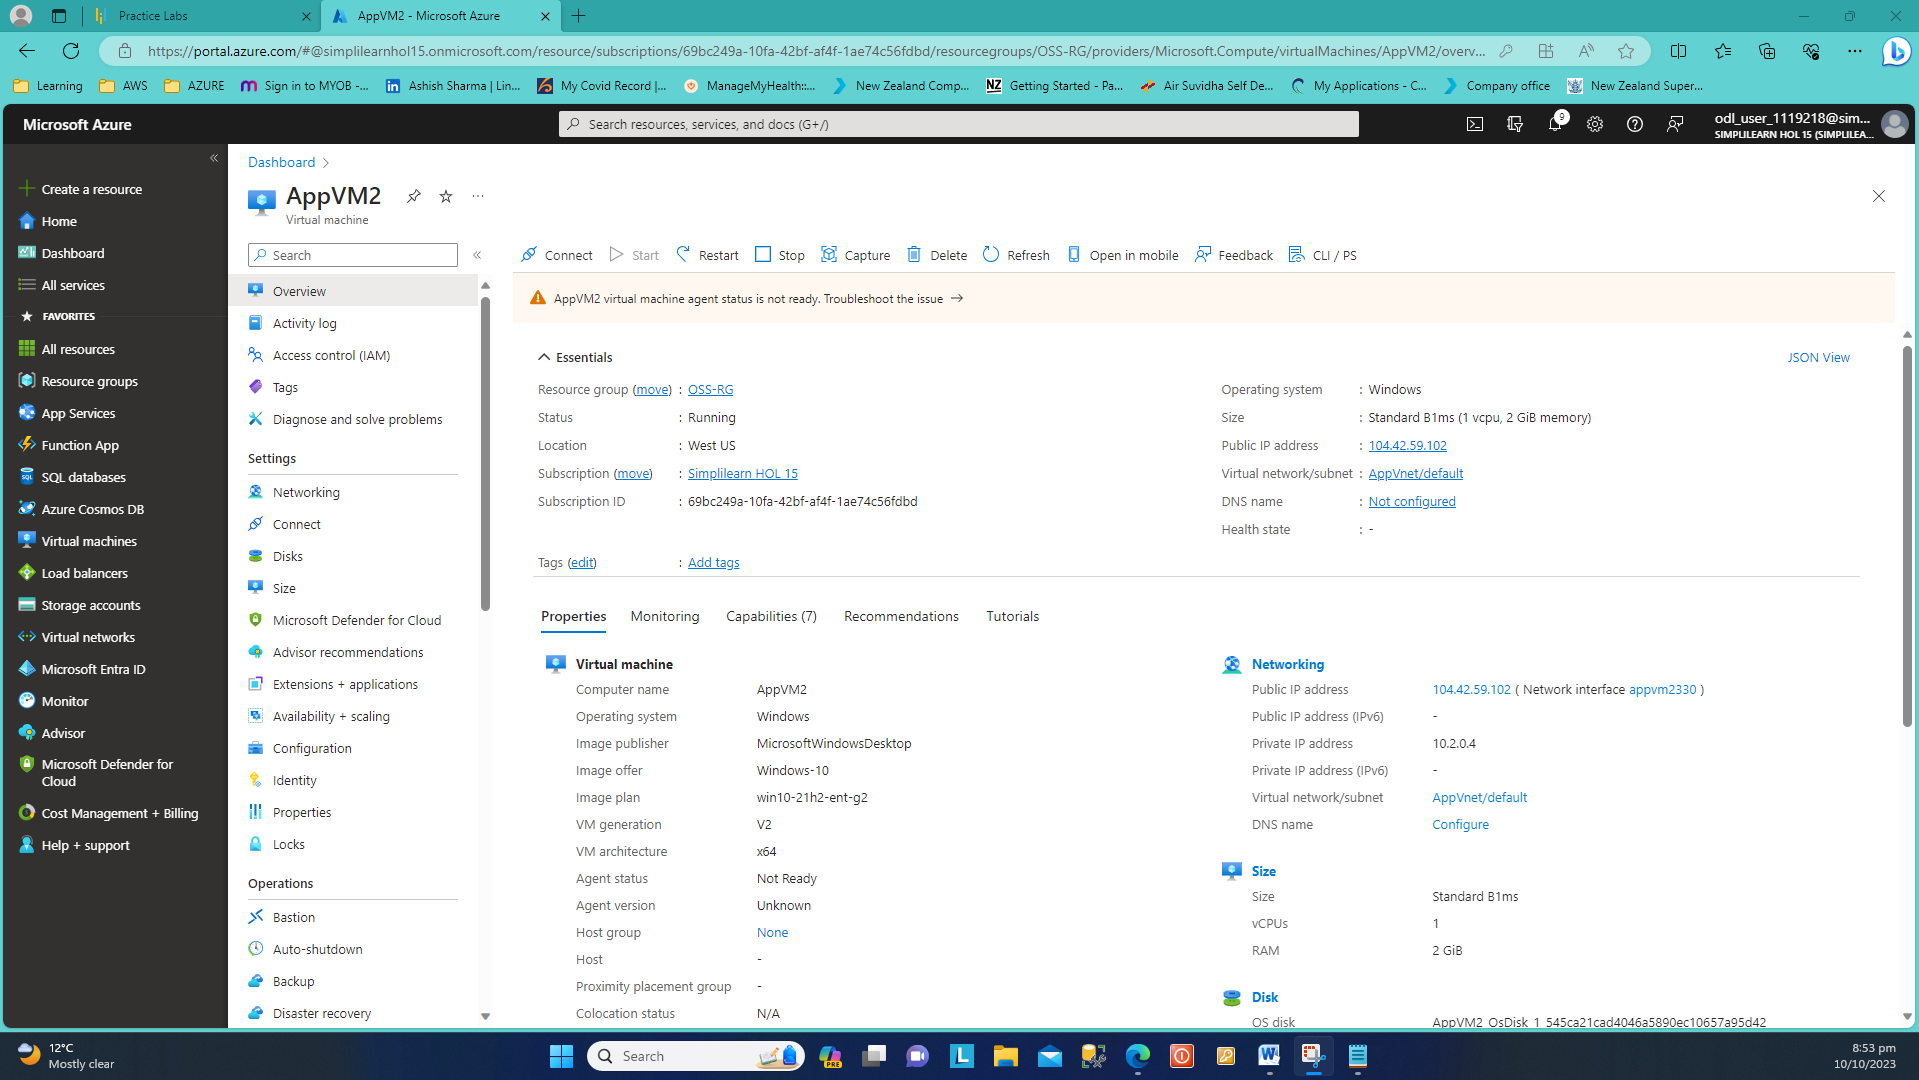 Practice Labs
AppVM2 - Microsoft Azure
https://portal.azure.com/#@simplilearnhol15.onmicrosoft.com/resource/subscriptions/69bc249a-10fa-42bf-af4f-1ae74c56fdbd/resourcegroups/OSS-RG/providers/Microsoft.Compute/virtualMachines/AppVM2/overv...
Learning
AWS
AZURE
Sign in to MYOB -...
Ashish Sharma | Lin...
My Covid Record |...
ManageMyHealth::...
New Zealand Comp...
NZ
Getting Started - Pa...
Air Suvidha Self De...
My Applications - C...
Company office
New Zealand Super...
Microsoft Azure
Search resources, services, and docs (G+/)
9
odl_user_1119218@sim...
SIMPLILEARN HOL 15 (SIMPLILEA...
Create a resource
Home
Dashboard
All services
FAVORITES
All resources
Resource groups
App Services
Function App
SQL databases
Azure Cosmos DB
Virtual machines
Load balancers
Storage accounts
Virtual networks
Microsoft Entra ID
Monitor
Advisor
Microsoft Defender for
Cloud
Cost Management + Billing
Help + support
Dashboard
AppVM2
Virtual machine
Search
Overview
Activity log
Access control (IAM)
Tags
Diagnose and solve problems
Settings
Networking
Connect
Disks
Size
Microsoft Defender for Cloud
Advisor recommendations
Extensions + applications
Availability + scaling
Configuration
Identity
Properties
Locks
Operations
Bastion
Auto-shutdown
Backup
Disaster recovery
Connect Start Restart Stop Capture Delete Refresh Open in mobile Feedback CLI / PS
AppVM2 virtual machine agent status is not ready. Troubleshoot the issue →
Essentials
JSON View
Resource group (move) : OSS-RG
Status : Running
Location : West US
Subscription (move) : Simplilearn HOL 15
Subscription ID : 69bc249a-10fa-42bf-af4f-1ae74c56fdbd
Operating system : Windows
Size : Standard B1ms (1 vcpu, 2 GiB memory)
Public IP address : 104.42.59.102
Virtual network/subnet : AppVnet/default
DNS name : Not configured
Health state : -
Tags (edit) : Add tags
Properties Monitoring Capabilities (7) Recommendations Tutorials
Virtual machine
Computer name AppVM2
Operating system Windows
Image publisher MicrosoftWindowsDesktop
Image offer Windows-10
Image plan win10-21h2-ent-g2
VM generation V2
VM architecture x64
Agent status Not Ready
Agent version Unknown
Host group None
Host -
Proximity placement group -
Colocation status N/A
Networking
Public IP address 104.42.59.102 ( Network interface appvm2330 )
Public IP address (IPv6) -
Private IP address 10.2.0.4
Private IP address (IPv6) -
Virtual network/subnet AppVnet/default
DNS name Configure
Size
Size Standard B1ms
vCPUs 1
RAM 2 GiB
Disk
OS disk AppVM2_OsDisk_1_545ca21cad4046a5890ec10657a95d42
12°C
Mostly clear
Search
PRE
8:53 pm
10/10/2023